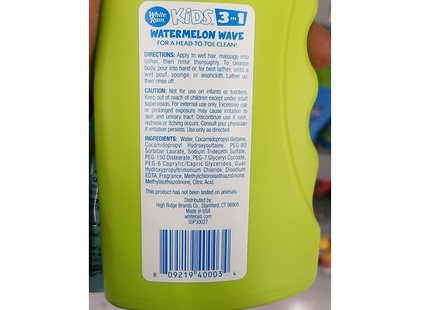 White Rain KiDS 3 IN 1
WATERMELON WAVE
FOR A HEAD-TO-TOE CLEAN!
DIRECTIONS: Apply to wet hair, massage into
lather, then rinse thoroughly. To cleanse
body, pour into hand or, for best lather, onto a
wet pouf, sponge, or washcloth. Lather up,
then rinse off.
CAUTION: Not for use on infants or toddlers.
Keep out of reach of children except under adult
supervision. For external use only. Excessive use
or prolonged exposure may cause irritation to
skin and urinary tract. Discontinue use if rash,
redness or itching occurs. Consult your physician
if irritation persists. Use only as directed.
INGREDIENTS: Water, Cocamidopropyl Betaine,
Cocamidopropyl Hydroxysultaine, PEG-80
Sorbitan Laurate, Sodium Trideceth Sulfate,
PEG-150 Distearate, PEG-7 Glyceryl Cocoate,
PEG-6 Caprylic/Capric Glycerides, Guar
Hydroxypropyltrimonium Chloride, Disodium
EDTA, Fragrance, Methylchloroisothiazolinone,
Methylisothiazolinone, Citric Acid.
This product has not been tested on animals.
Distributed by
High Ridge Brands Co., Stamford, CT 06905
Made in USA
whiterain.com
50P30027
8 09219 40003 4